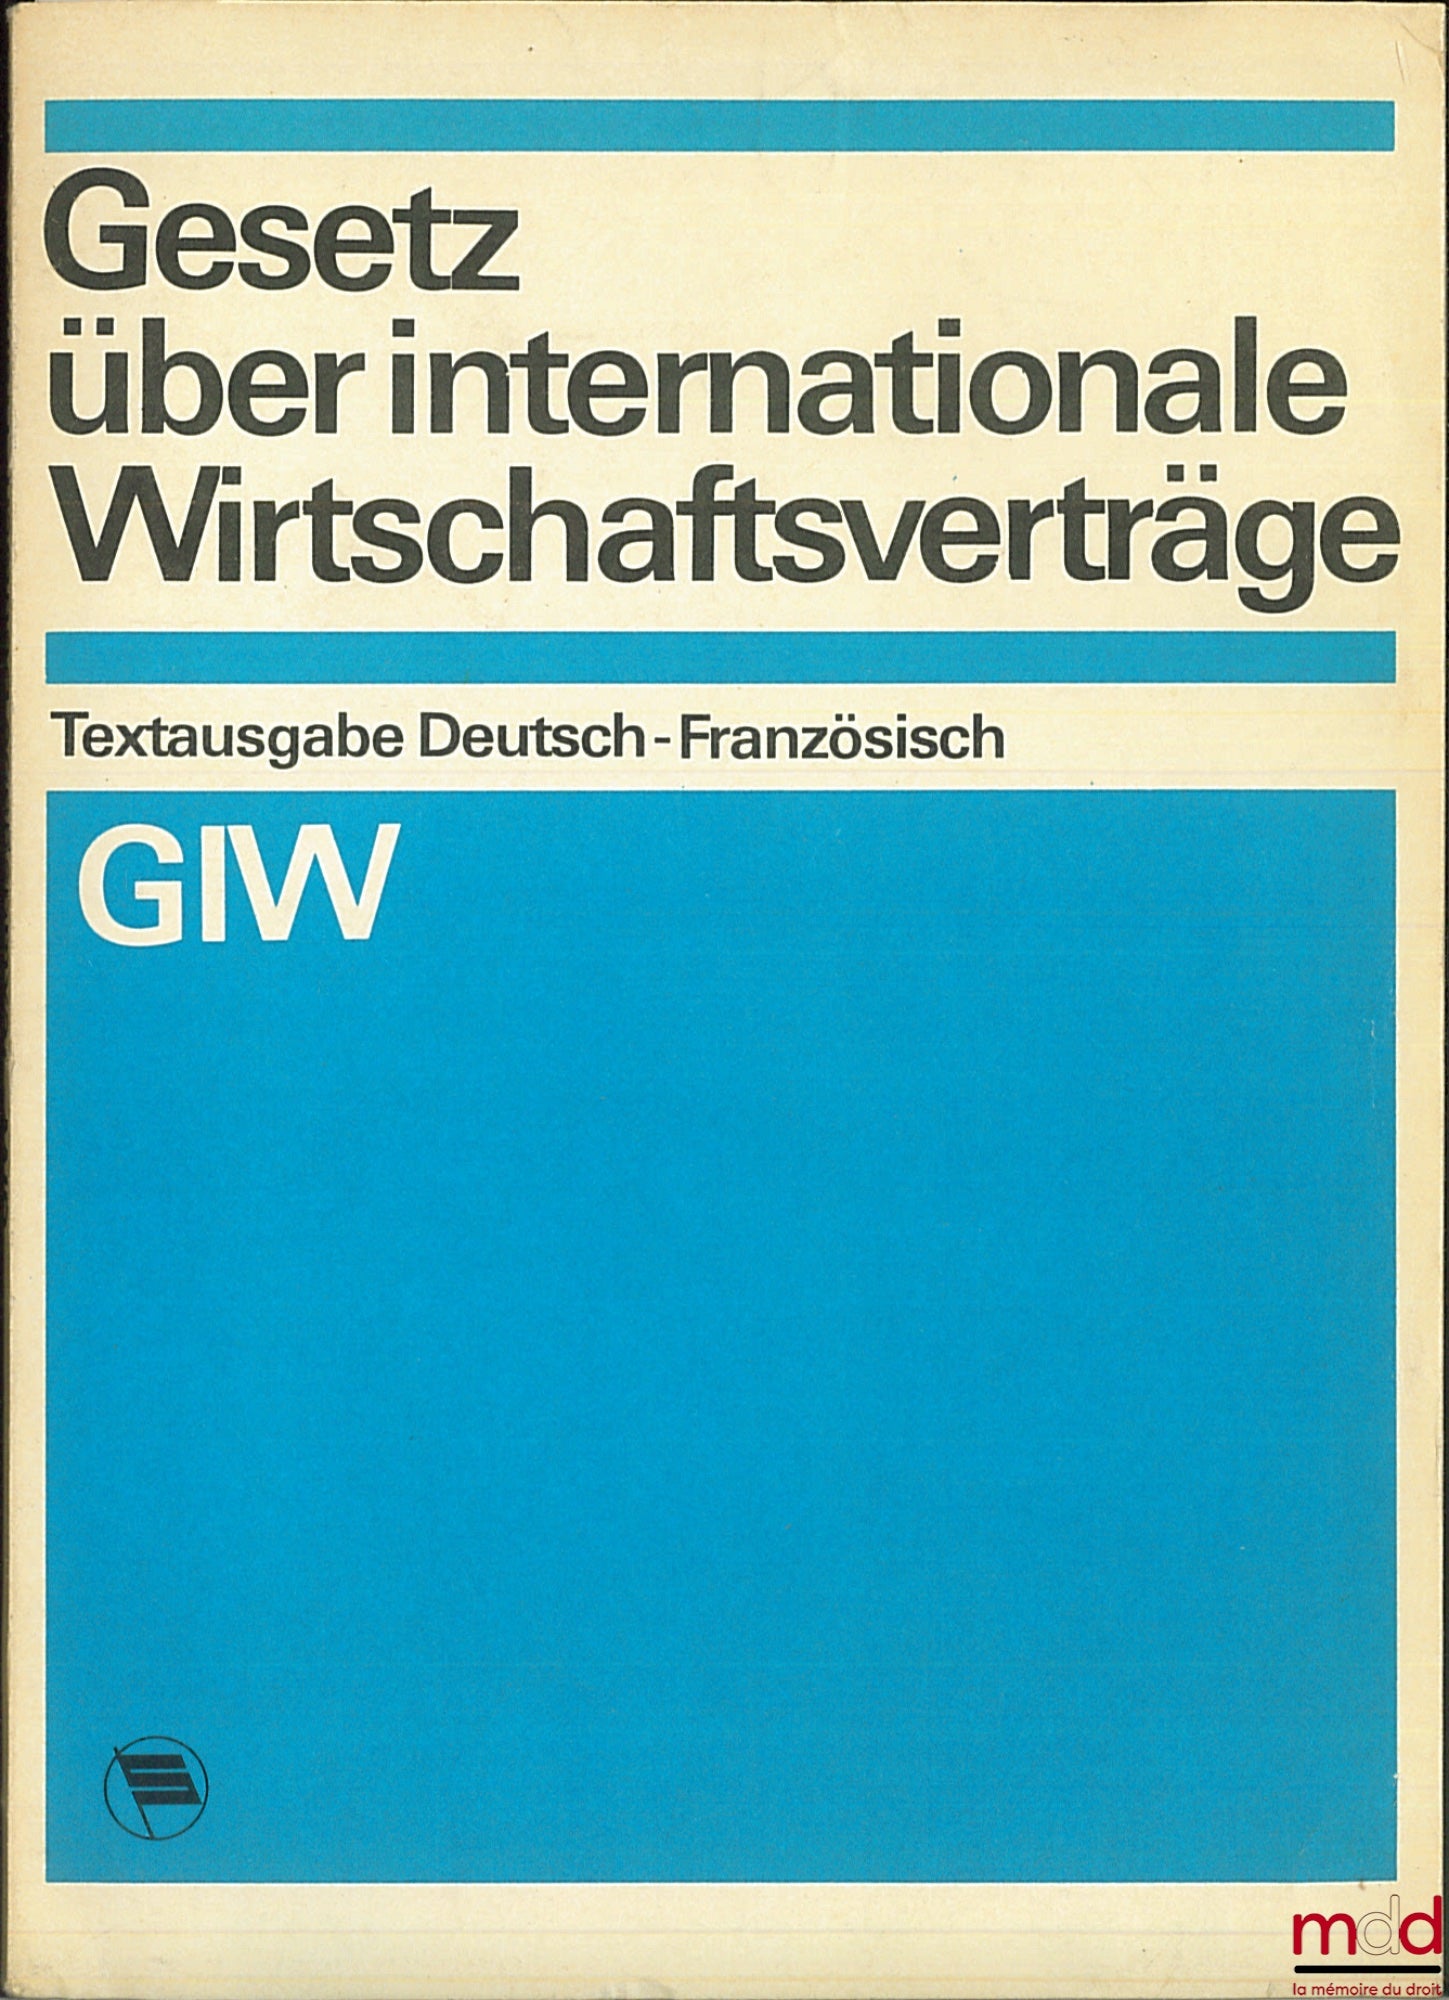 Gesetz
über internationale
Wirtschaftsverträge
Textausgabe Deutsch-Französisch
GIW
mdd
la mémoire du droit